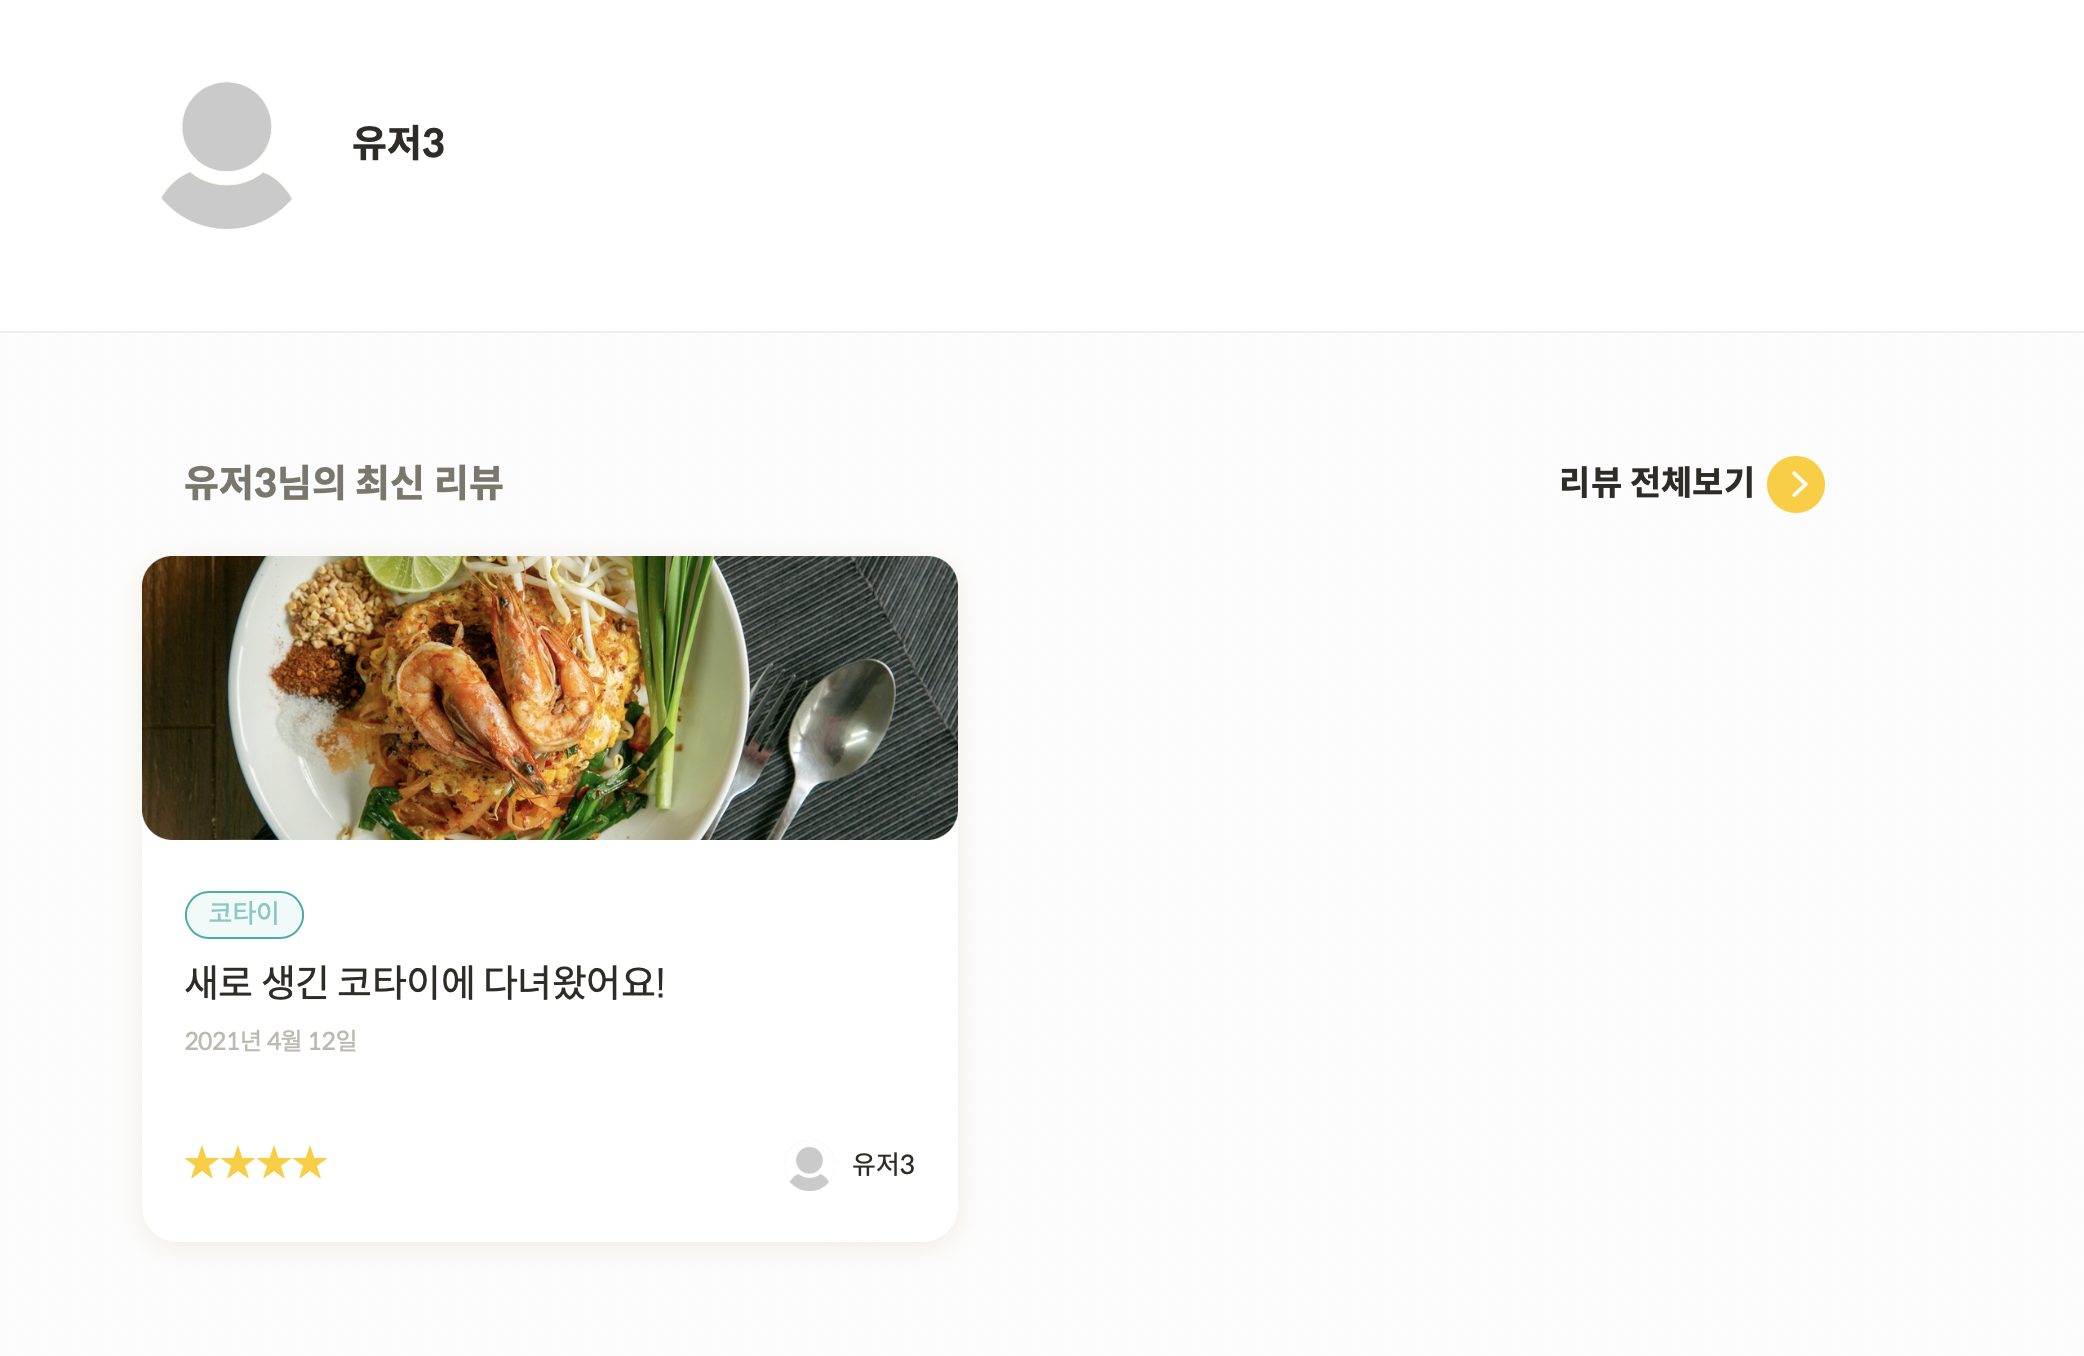 유저3
유저3님의 최신 리뷰
리뷰 전체보기
코타이
새로 생긴 코타이에 다녀왔어요!
2021년 4월 12일
★★★★
유저3